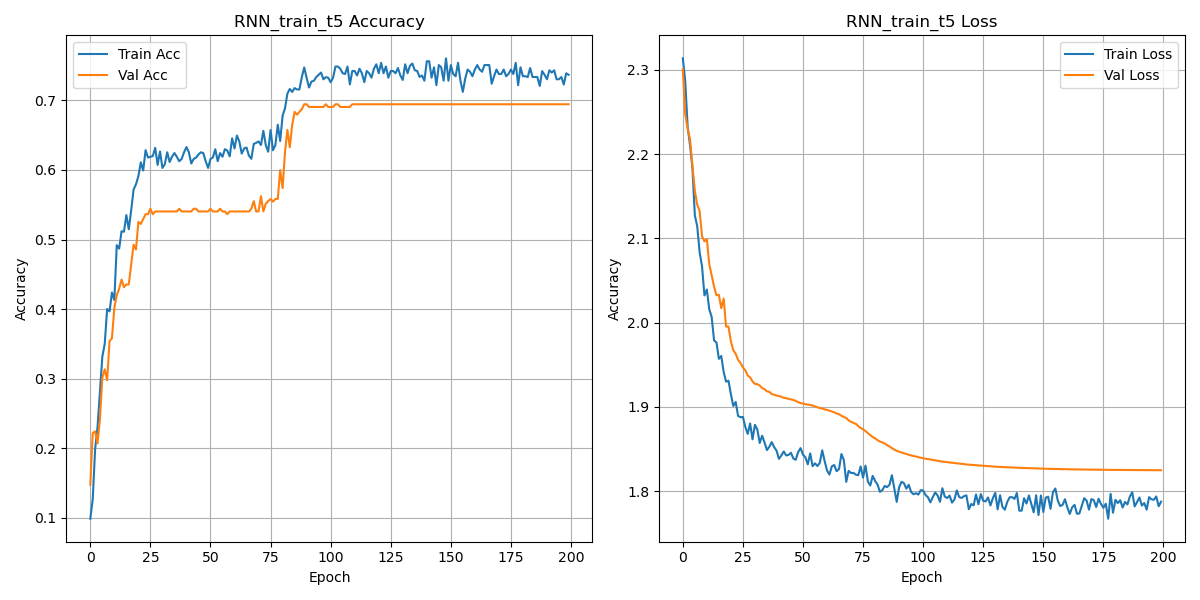 RNN_train_t5 Accuracy
Train Acc
Val Acc
0.7
0.6
0.5
0.4
0.3
0.2
0.1
Accuracy
0 25 50 75 100 125 150 175 200
Epoch
RNN_train_t5 Loss
Train Loss
Val Loss
2.3
2.2
2.1
2.0
1.9
1.8
Accuracy
0 25 50 75 100 125 150 175 200
Epoch